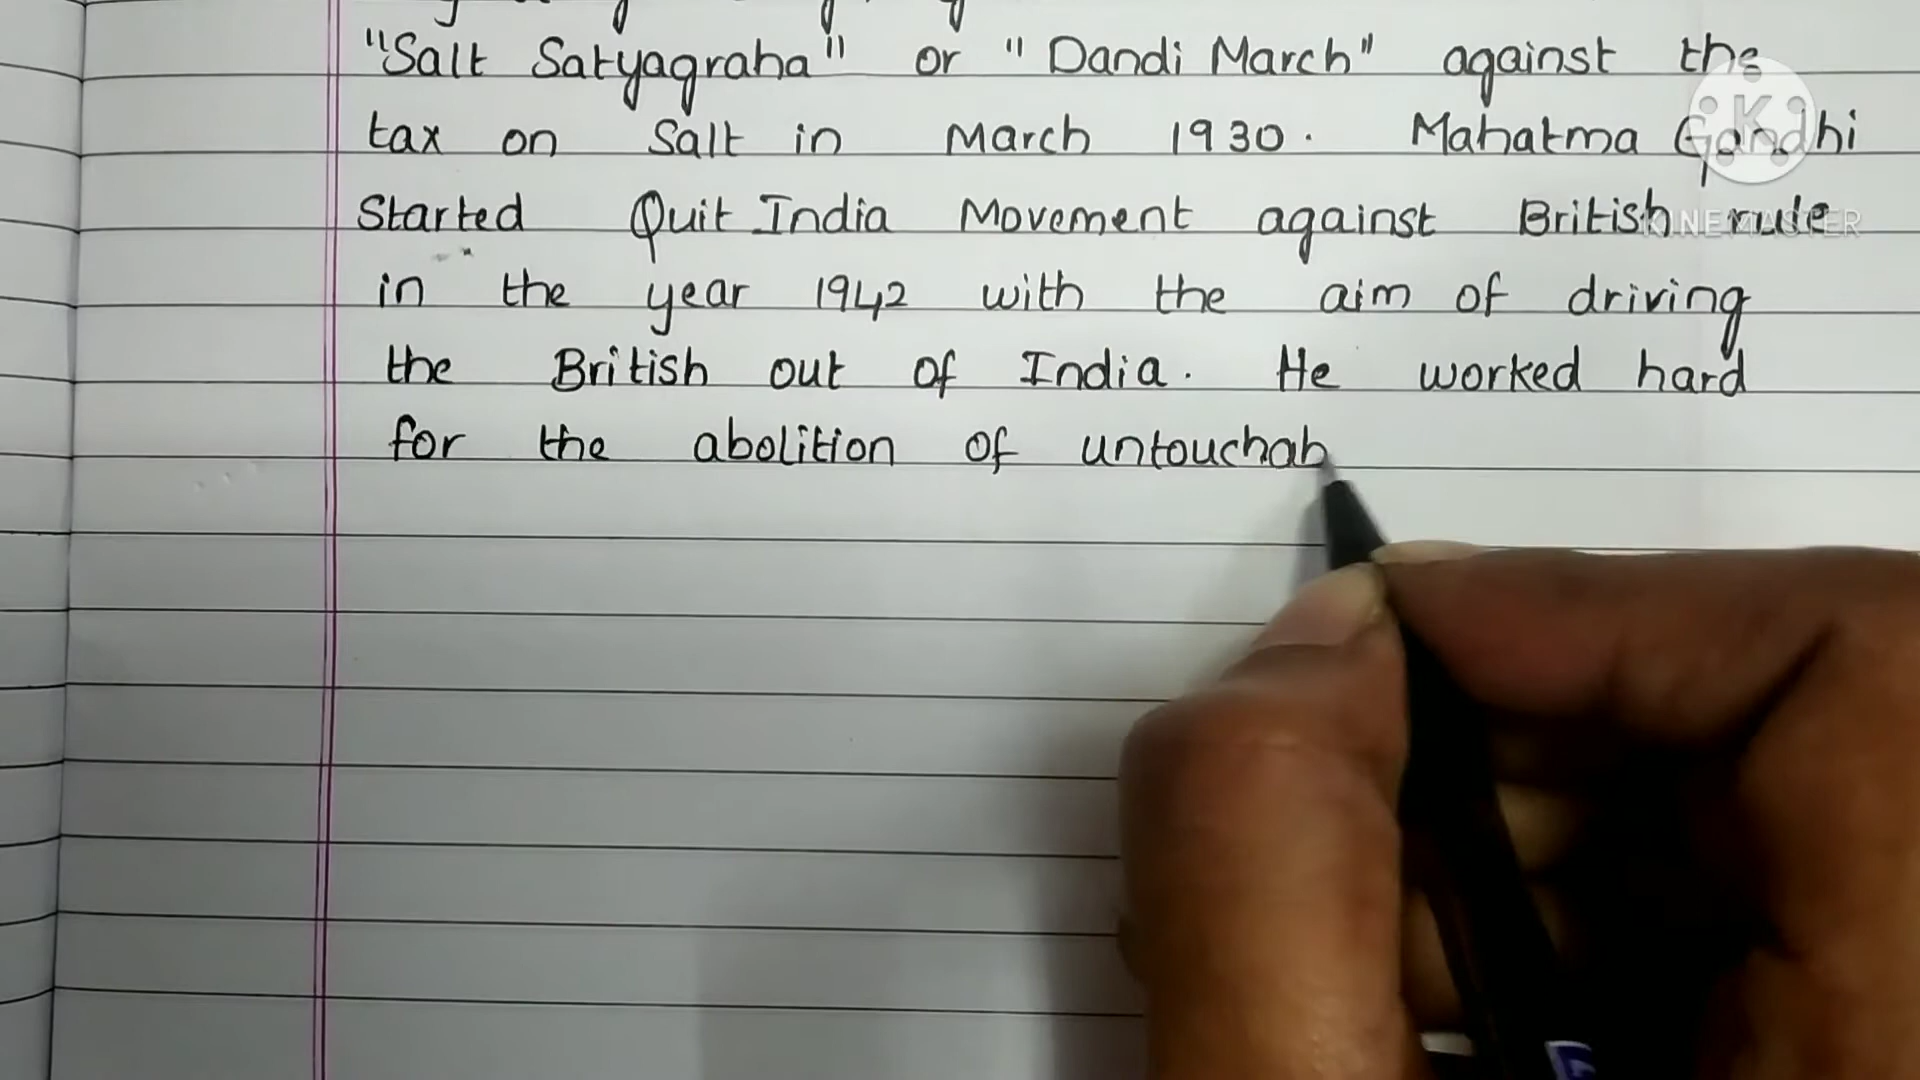 "Salt Satyagraha" or "Dandi March" against the
tax on Salt in March 1930. Mahatma Gandhi
Started Quit India Movement against British rule
KINEMASTER
in the year 1942 with the aim of driving
the British out of India. He worked hard
for the abolition of untouchab